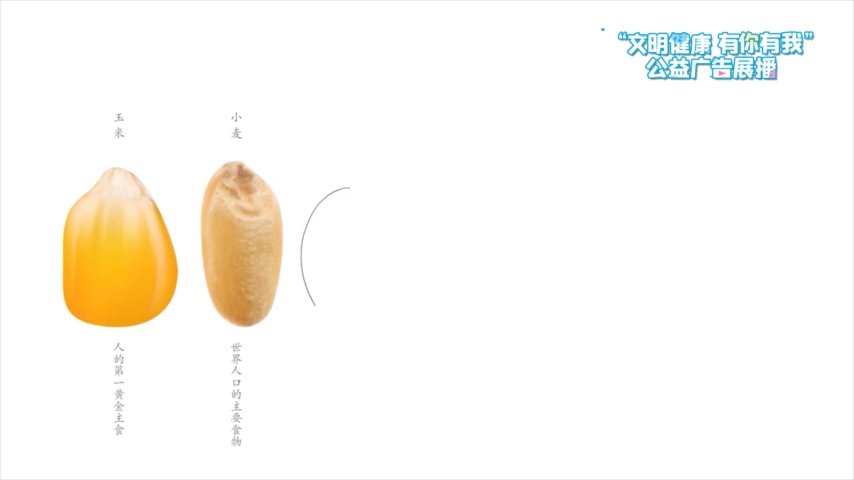 “文明健康 有你有我”
公益广告展播
玉米
小麦
人的第一黄金主食
世界人口的主要食物